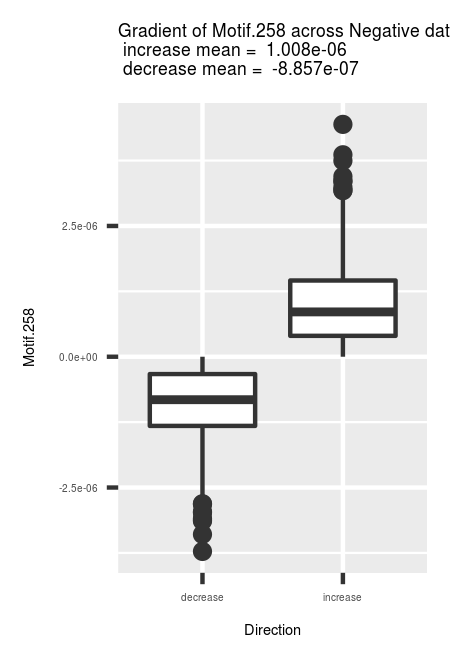 Gradient of Motif.258 across Negative dat
increase mean =  1.008e-06
decrease mean =  -8.857e-07
2.5e-06
0.0e+00
-2.5e-06
Motif.258
decrease
increase
Direction